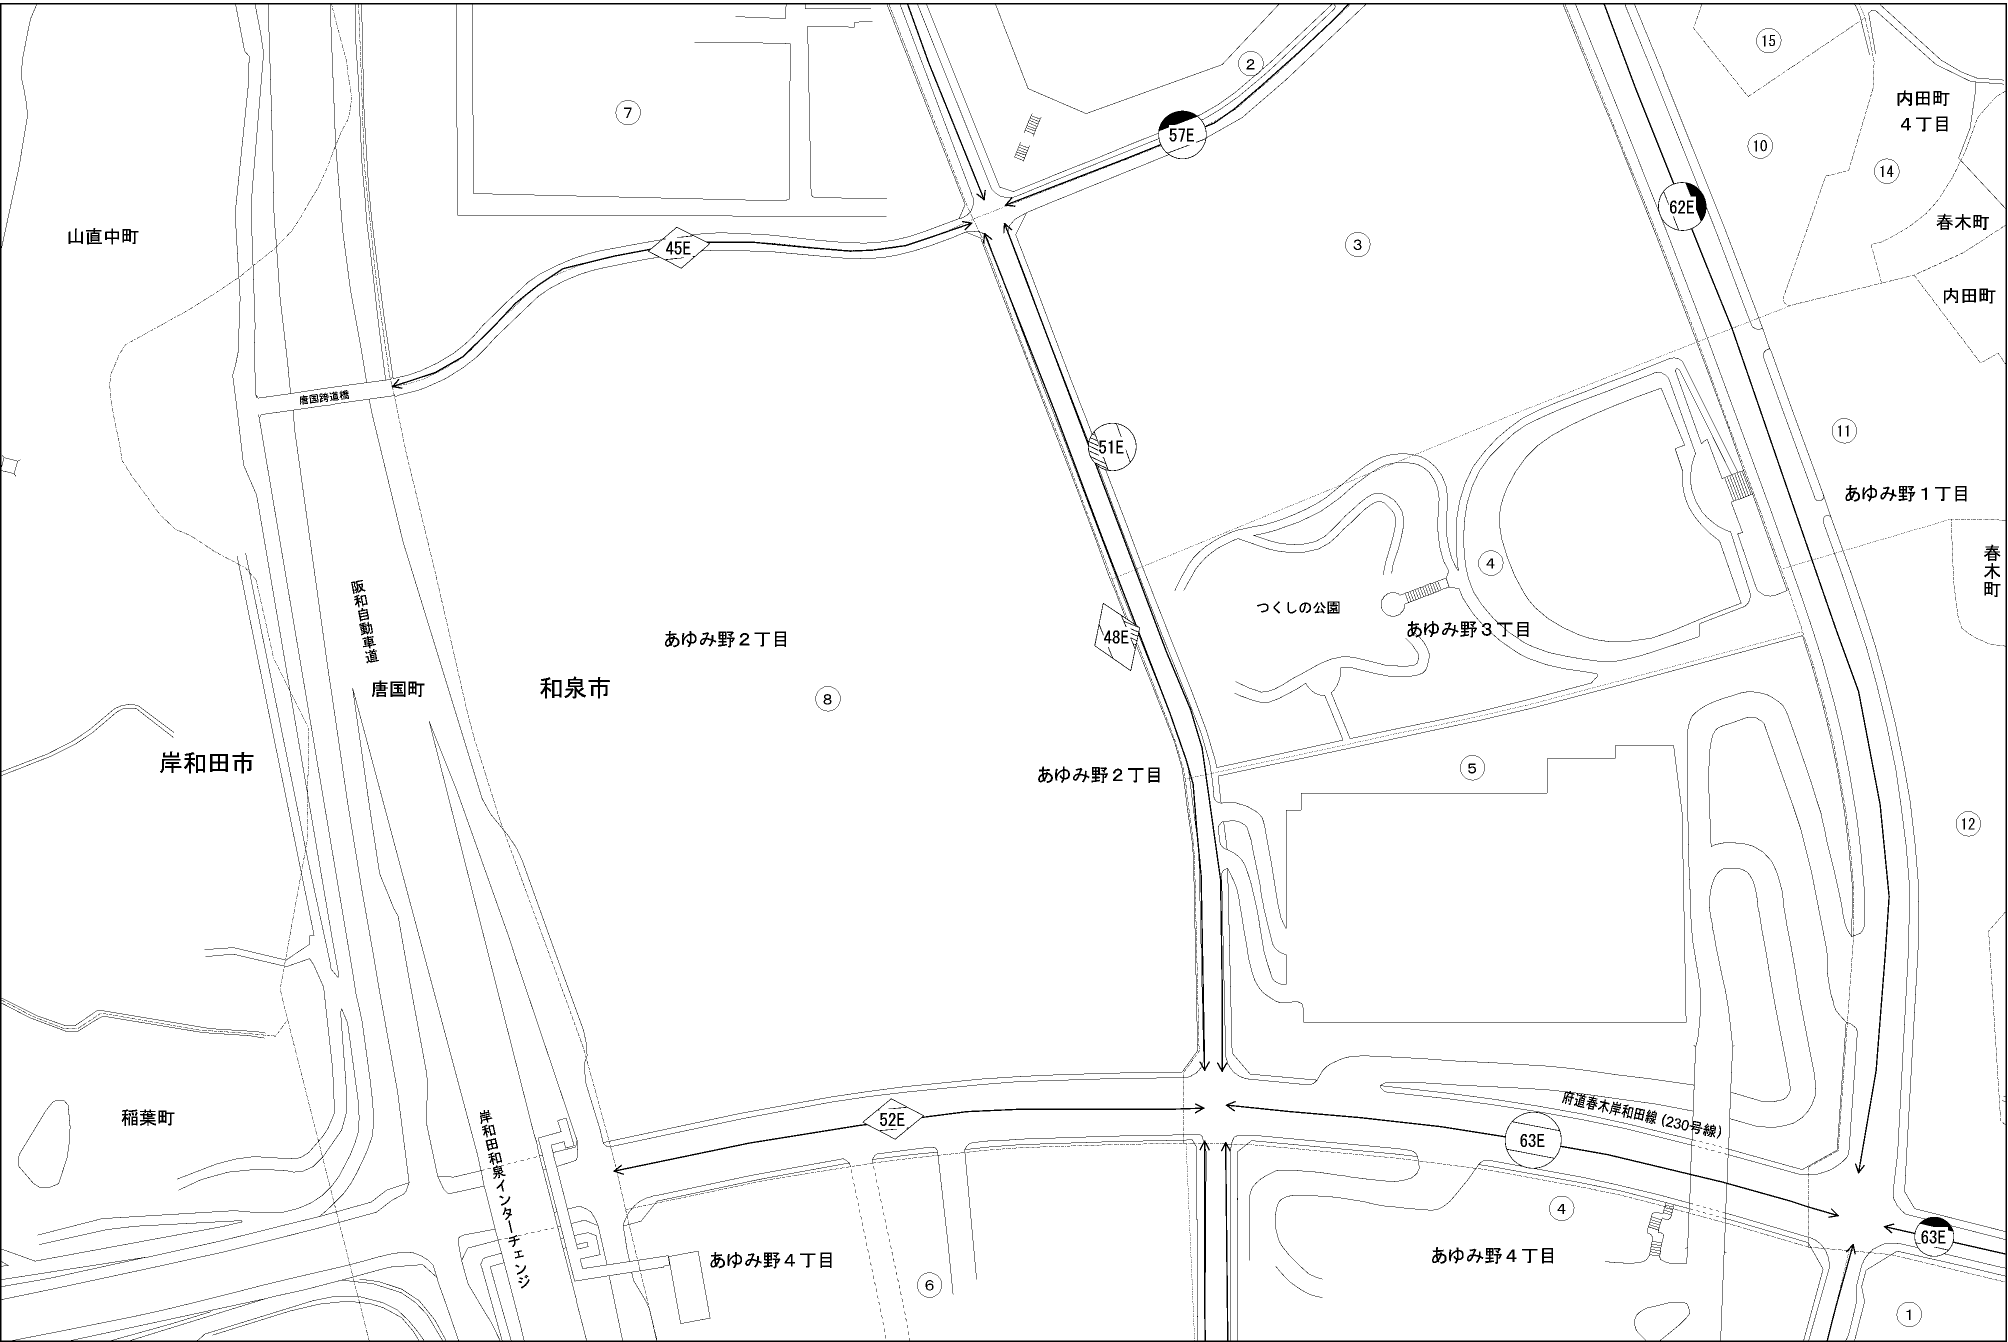 15
2
内田町
４丁目
7
57E
10
14
62E
春木町
山直中町
45E
3
内田町
唐国跨道橋
11
51E
あゆみ野１丁目
4
春木町
阪和自動車道
つくしの公園
48E
あゆみ野３丁目
あゆみ野２丁目
唐国町
和泉市
8
岸和田市
あゆみ野２丁目
5
12
府道春木岸和田線（230号線）
稲葉町
52E
63E
岸和田和泉インターチェンジ
4
63E
あゆみ野４丁目
あゆみ野４丁目
6
1